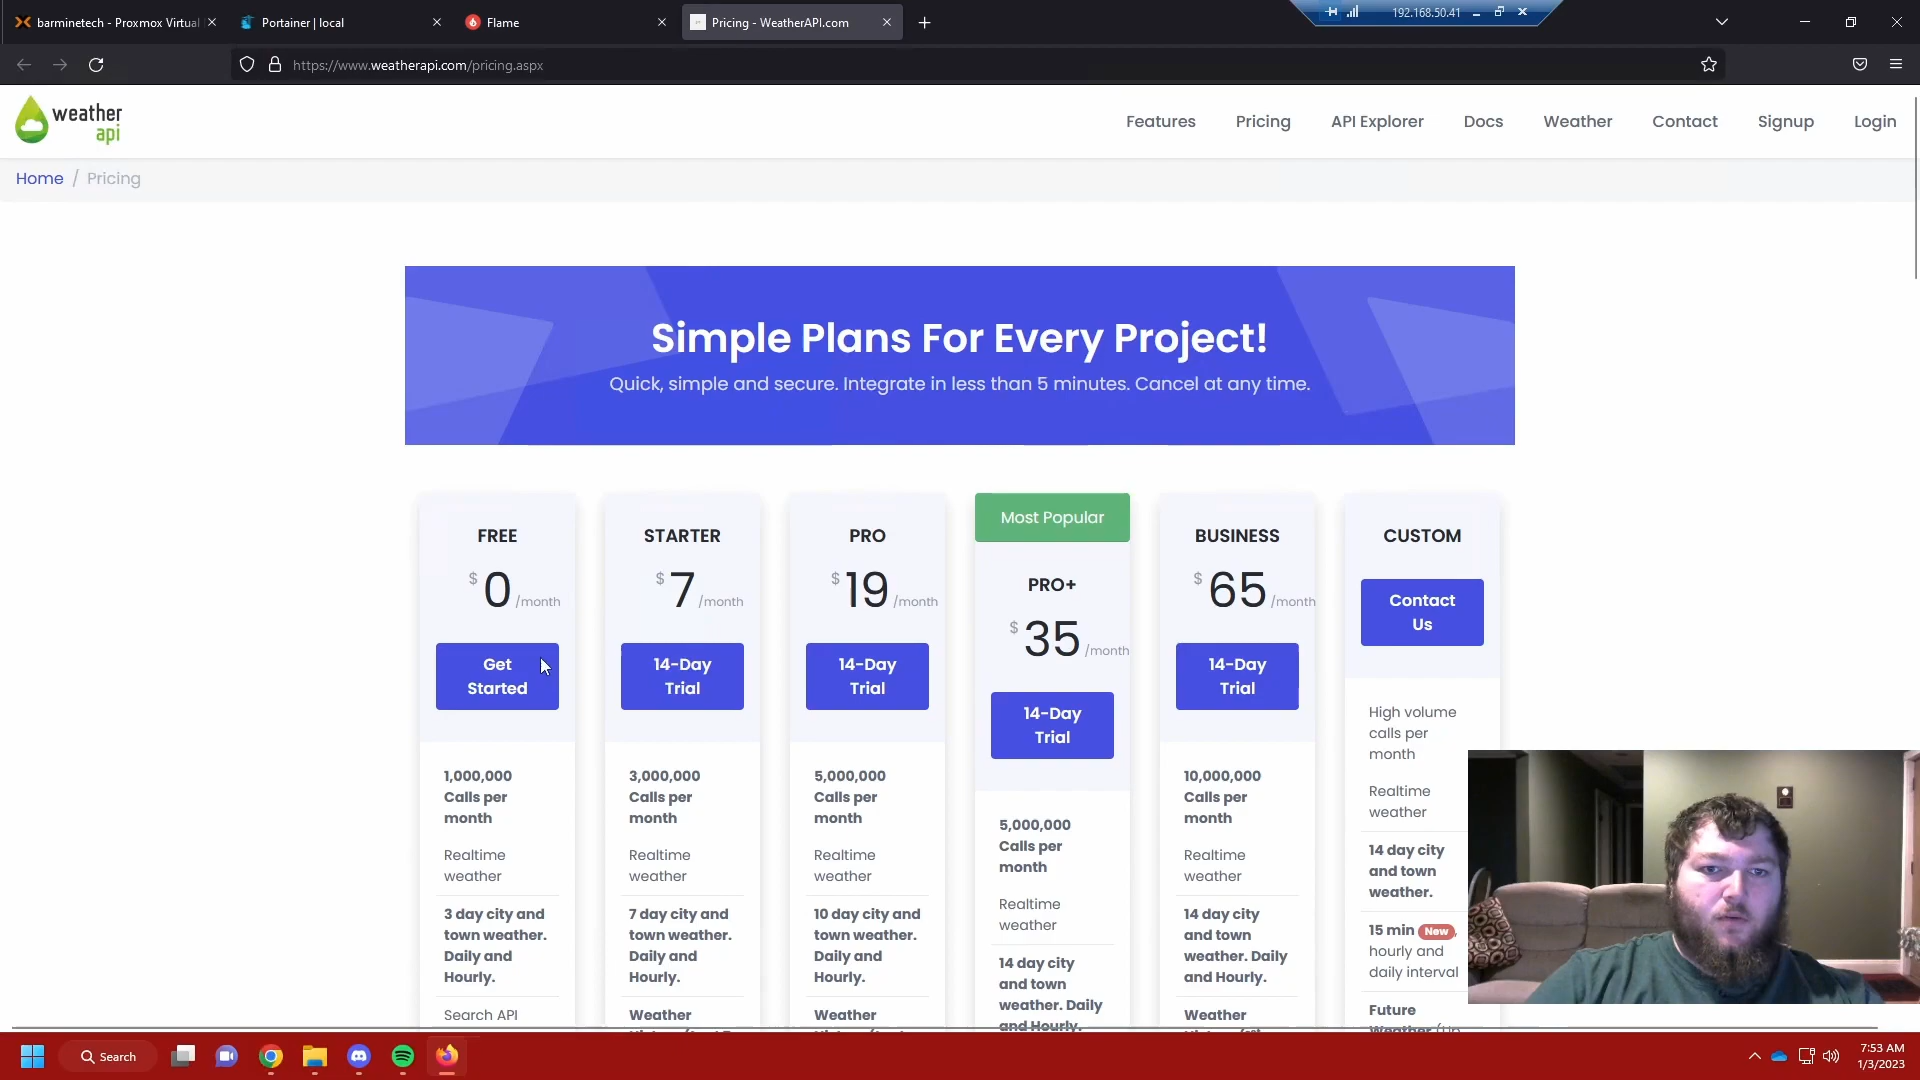 barminetech - Proxmox Virtual
Portainer | local
Flame
Pricing - WeatherAPI.com
192.168.50.41
https://www.weatherapi.com/pricing.aspx
weather
api
Features
Pricing
API Explorer
Docs
Weather
Contact
Signup
Login
Home / Pricing
Simple Plans For Every Project!
Quick, simple and secure. Integrate in less than 5 minutes. Cancel at any time.
FREE
$ 0 /month
Get
Started
1,000,000
Calls per
month
Realtime
weather
3 day city and
town weather.
Daily and
Hourly.
Search API
STARTER
$ 7 /month
14-Day
Trial
3,000,000
Calls per
month
Realtime
weather
7 day city and
town weather.
Daily and
Hourly.
Weather
PRO
$ 19 /month
14-Day
Trial
5,000,000
Calls per
month
Realtime
weather
10 day city and
town weather.
Daily and
Hourly.
Weather
Most Popular
PRO+
$ 35 /month
14-Day
Trial
5,000,000
Calls per
month
Realtime
weather
14 day city
and town
weather. Daily
and Hourly.
BUSINESS
$ 65 /month
14-Day
Trial
10,000,000
Calls per
month
Realtime
weather
14 day city
and town
weather. Daily
and Hourly.
Weather
CUSTOM
Contact
Us
High volume
calls per
month
Realtime
weather
14 day city
and town
weather.
15 min New,
hourly and
daily interval
Future
Weather (Up
Search
7:53 AM
1/3/2023